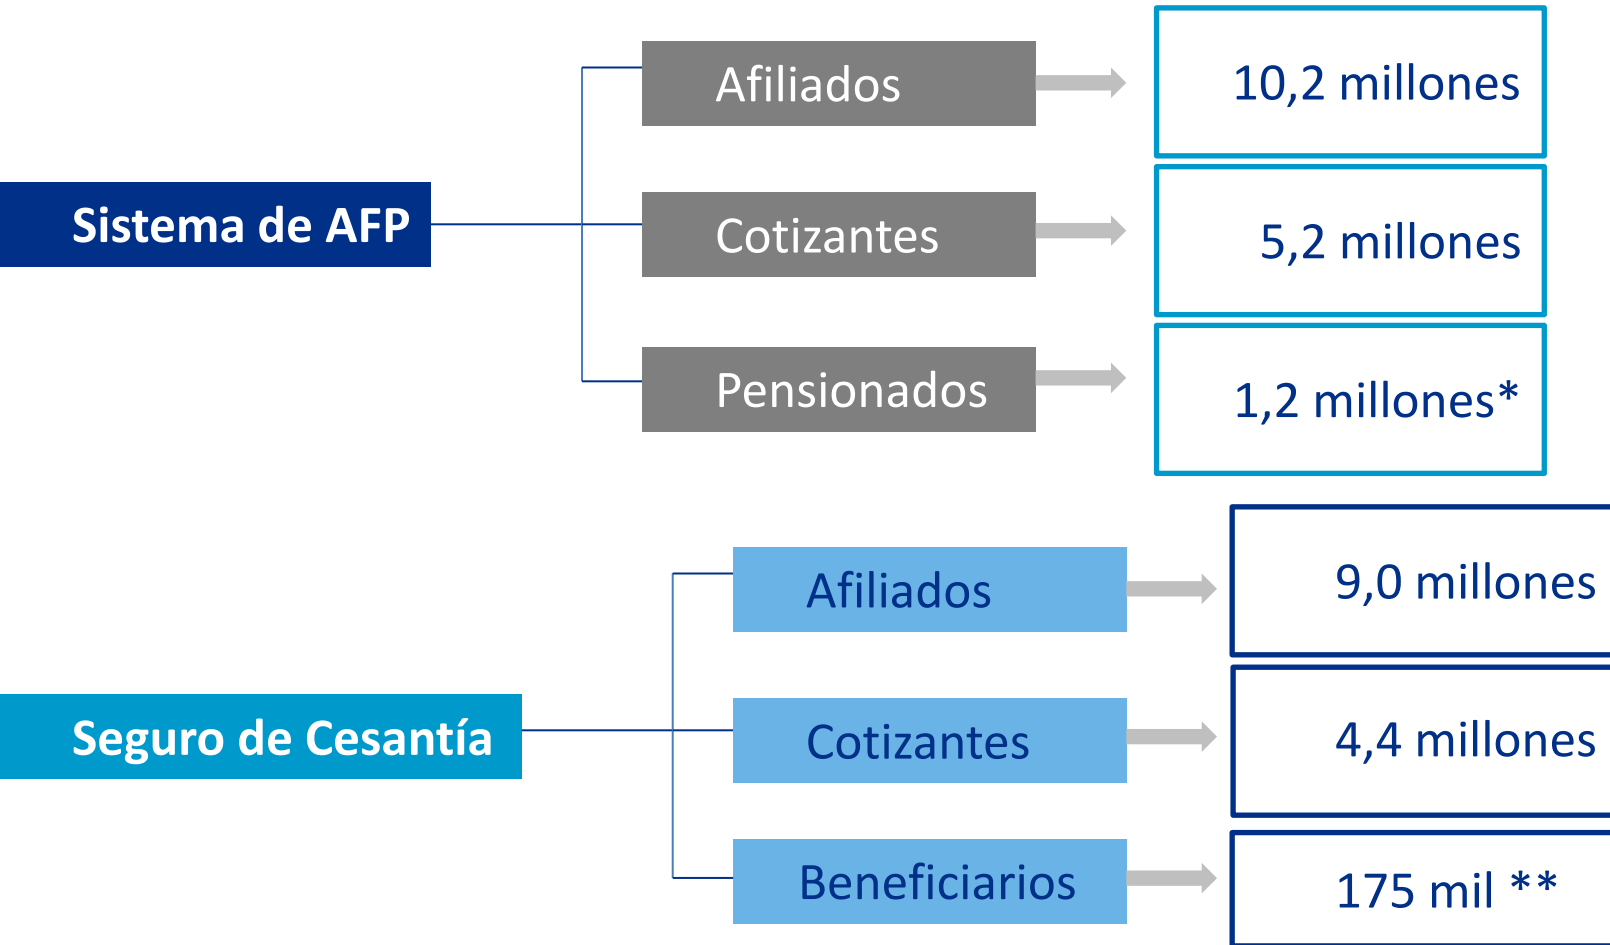 Sistema de AFP
Afiliados
10,2 millones
Cotizantes
5,2 millones
Pensionados
1,2 millones*
Seguro de Cesantía
Afiliados
9,0 millones
Cotizantes
4,4 millones
Beneficiarios
175 mil **